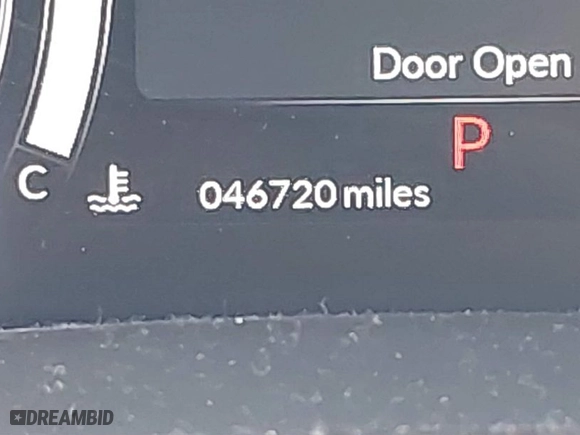 Door Open
P
C
046720 miles
DREAMBID